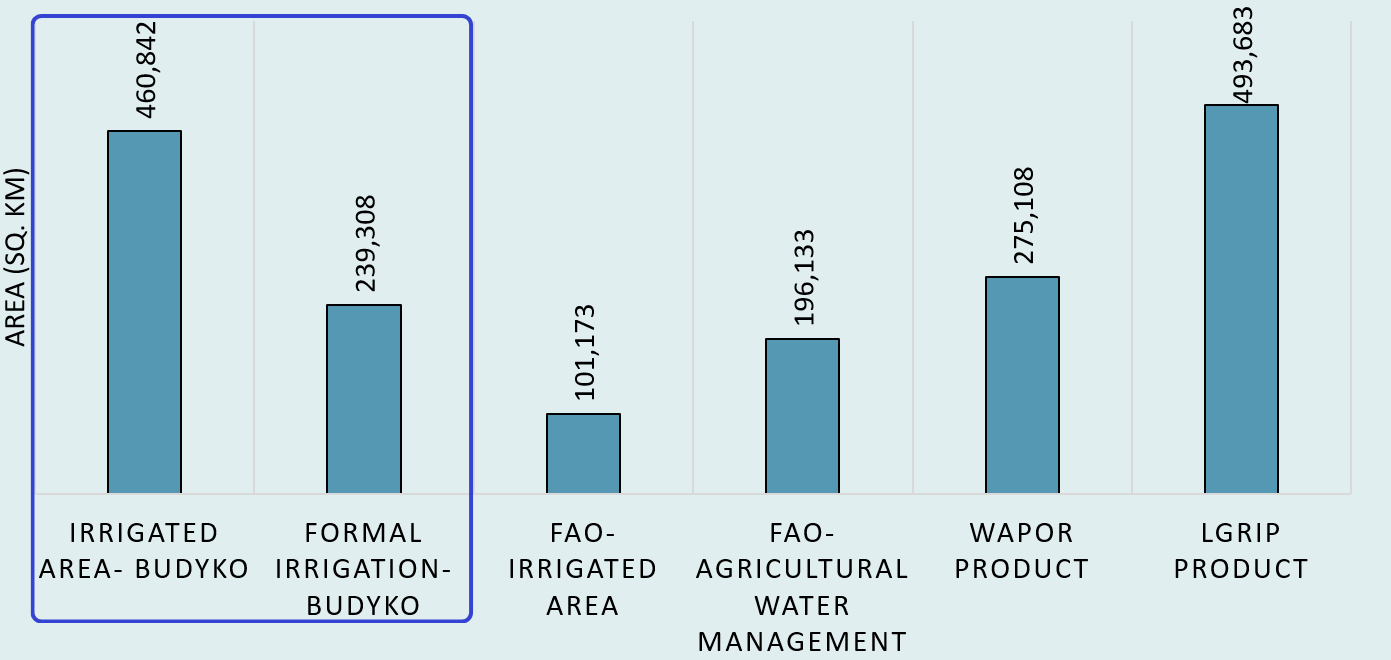 AREA (SQ. KM)
460,842
239,308
101,173
196,133
275,108
493,683
IRRIGATED
AREA- BUDYKO
FORMAL
IRRIGATION-
BUDYKO
FAO-
IRRIGATED
AREA
FAO-
AGRICULTURAL
WATER
MANAGEMENT
WAPOR
PRODUCT
LGRIP
PRODUCT